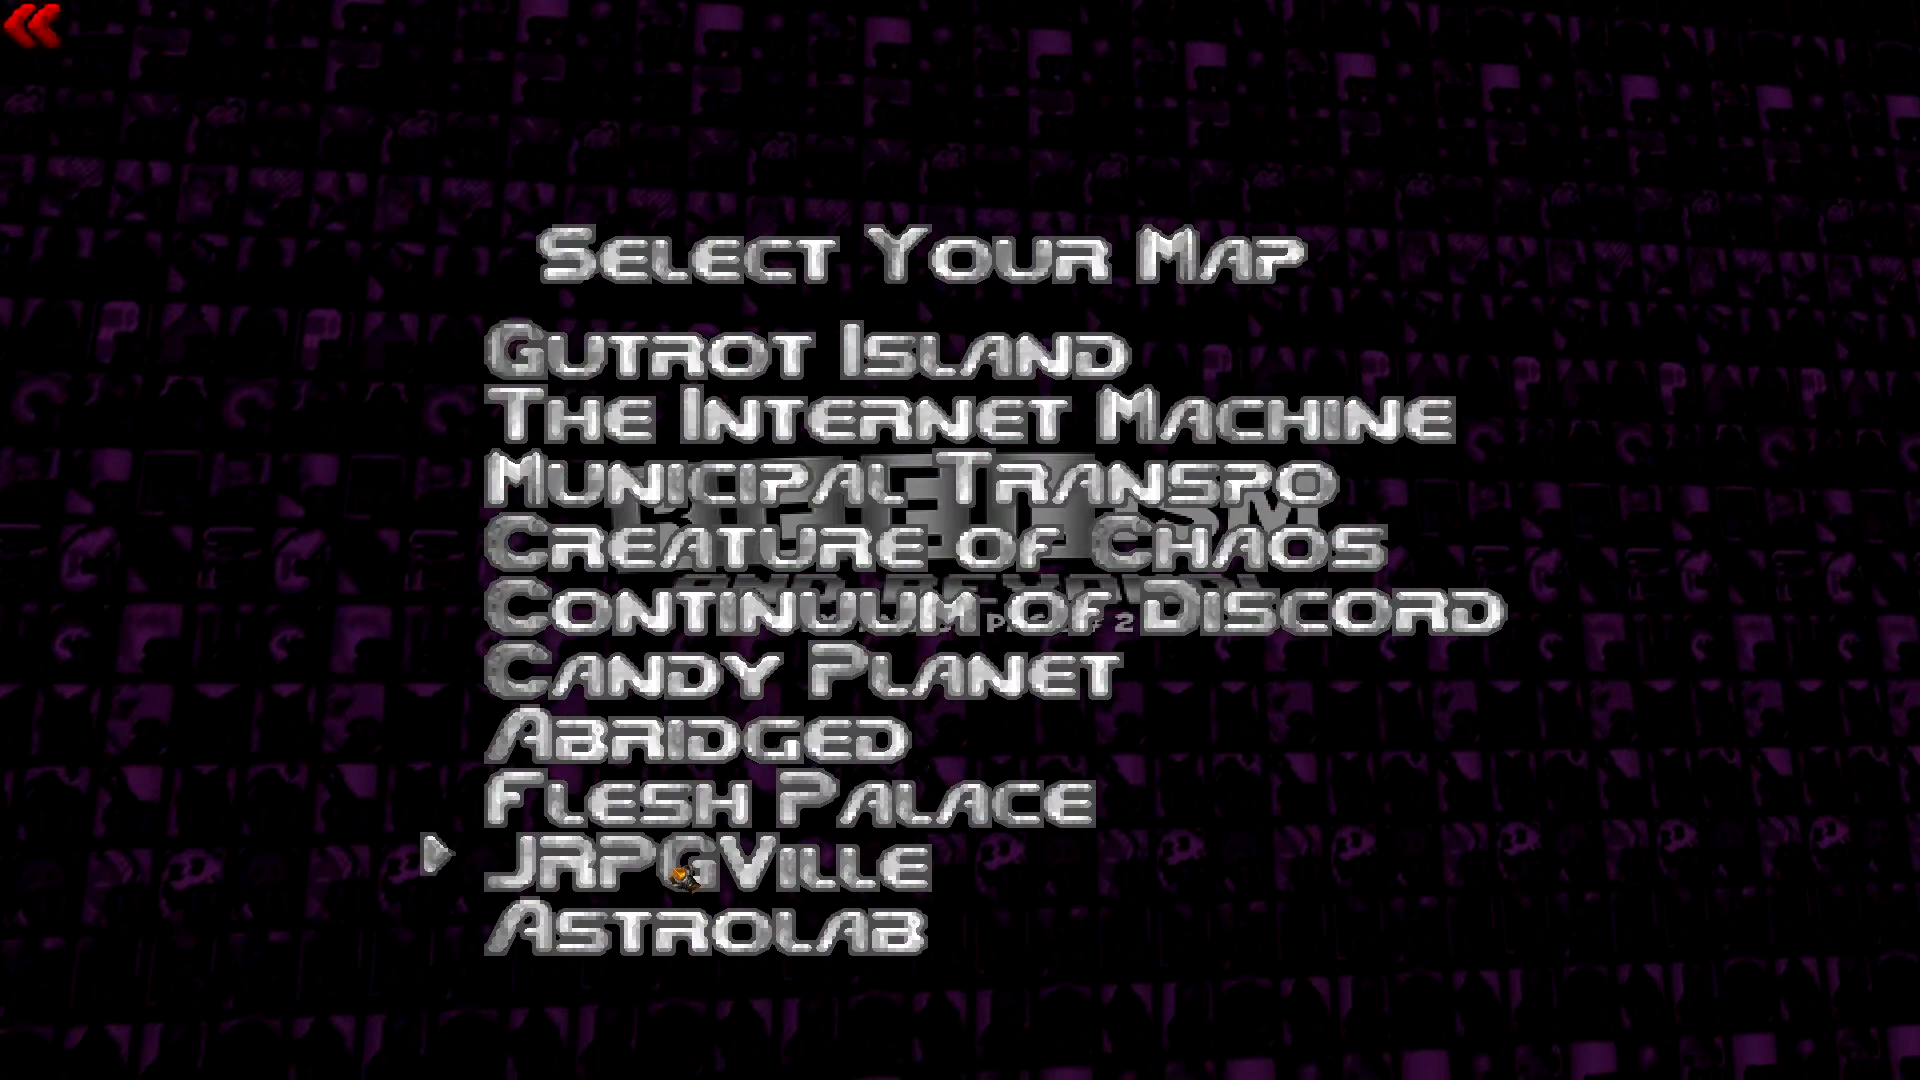 Select Your Map
Gutrot Island
The Internet Machine
Municipal Transpo
Creature of Chaos
Continuum of Discord
Candy Planet
Abridged
Flesh Palace
JRPGVille
Astrolab